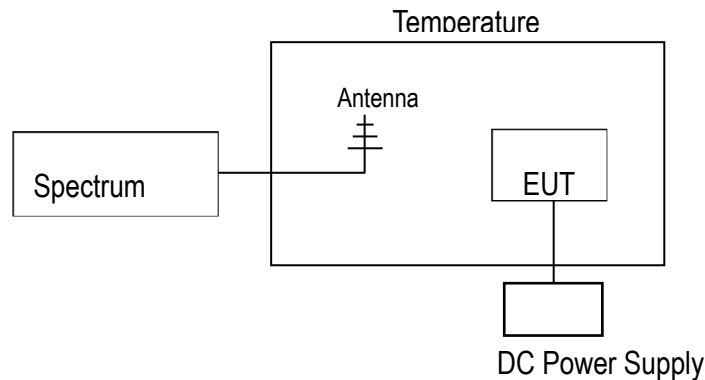 Temperature
Antenna
Spectrum
EUT
DC Power Supply